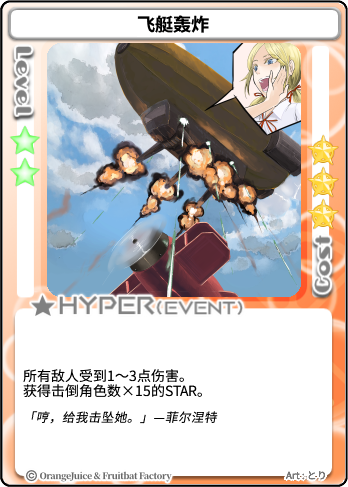 飞艇轰炸
Level
Cost
HYPER(EVENT)
所有敌人受到1～3点伤害。
获得击倒角色数×15的STAR。
「哼，给我击坠她。」—菲尔涅特
© OrangeJuice & Fruitbat Factory
Art : とり